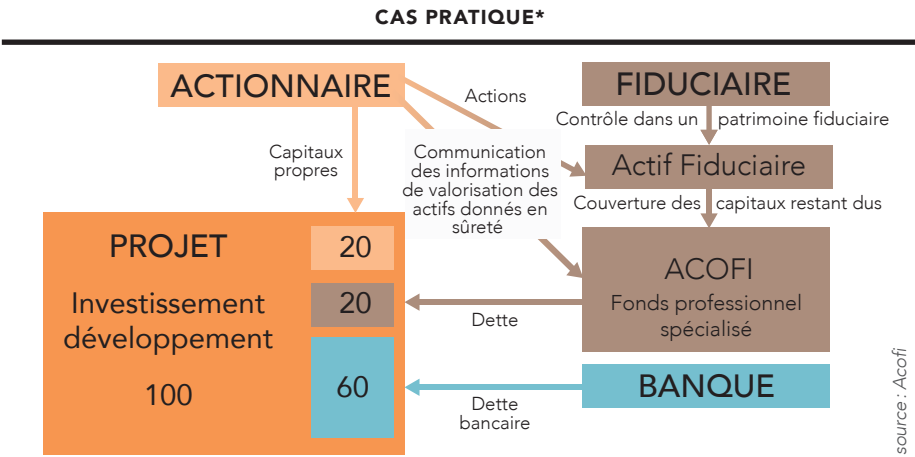 CAS PRATIQUE*
ACTIONNAIRE
FIDUCIAIRE
Actions
Contrôle dans un patrimoine fiduciaire
Capitaux
propres
Communication
des informations
de valorisation des
actifs donnés en
sûreté
Actif Fiduciaire
Couverture des capitaux restant dus
PROJET
20
Investissement
développement
20
100
60
Dette
ACOFI
Fonds professionnel
spécialisé
Dette
bancaire
BANQUE
source : Acofi